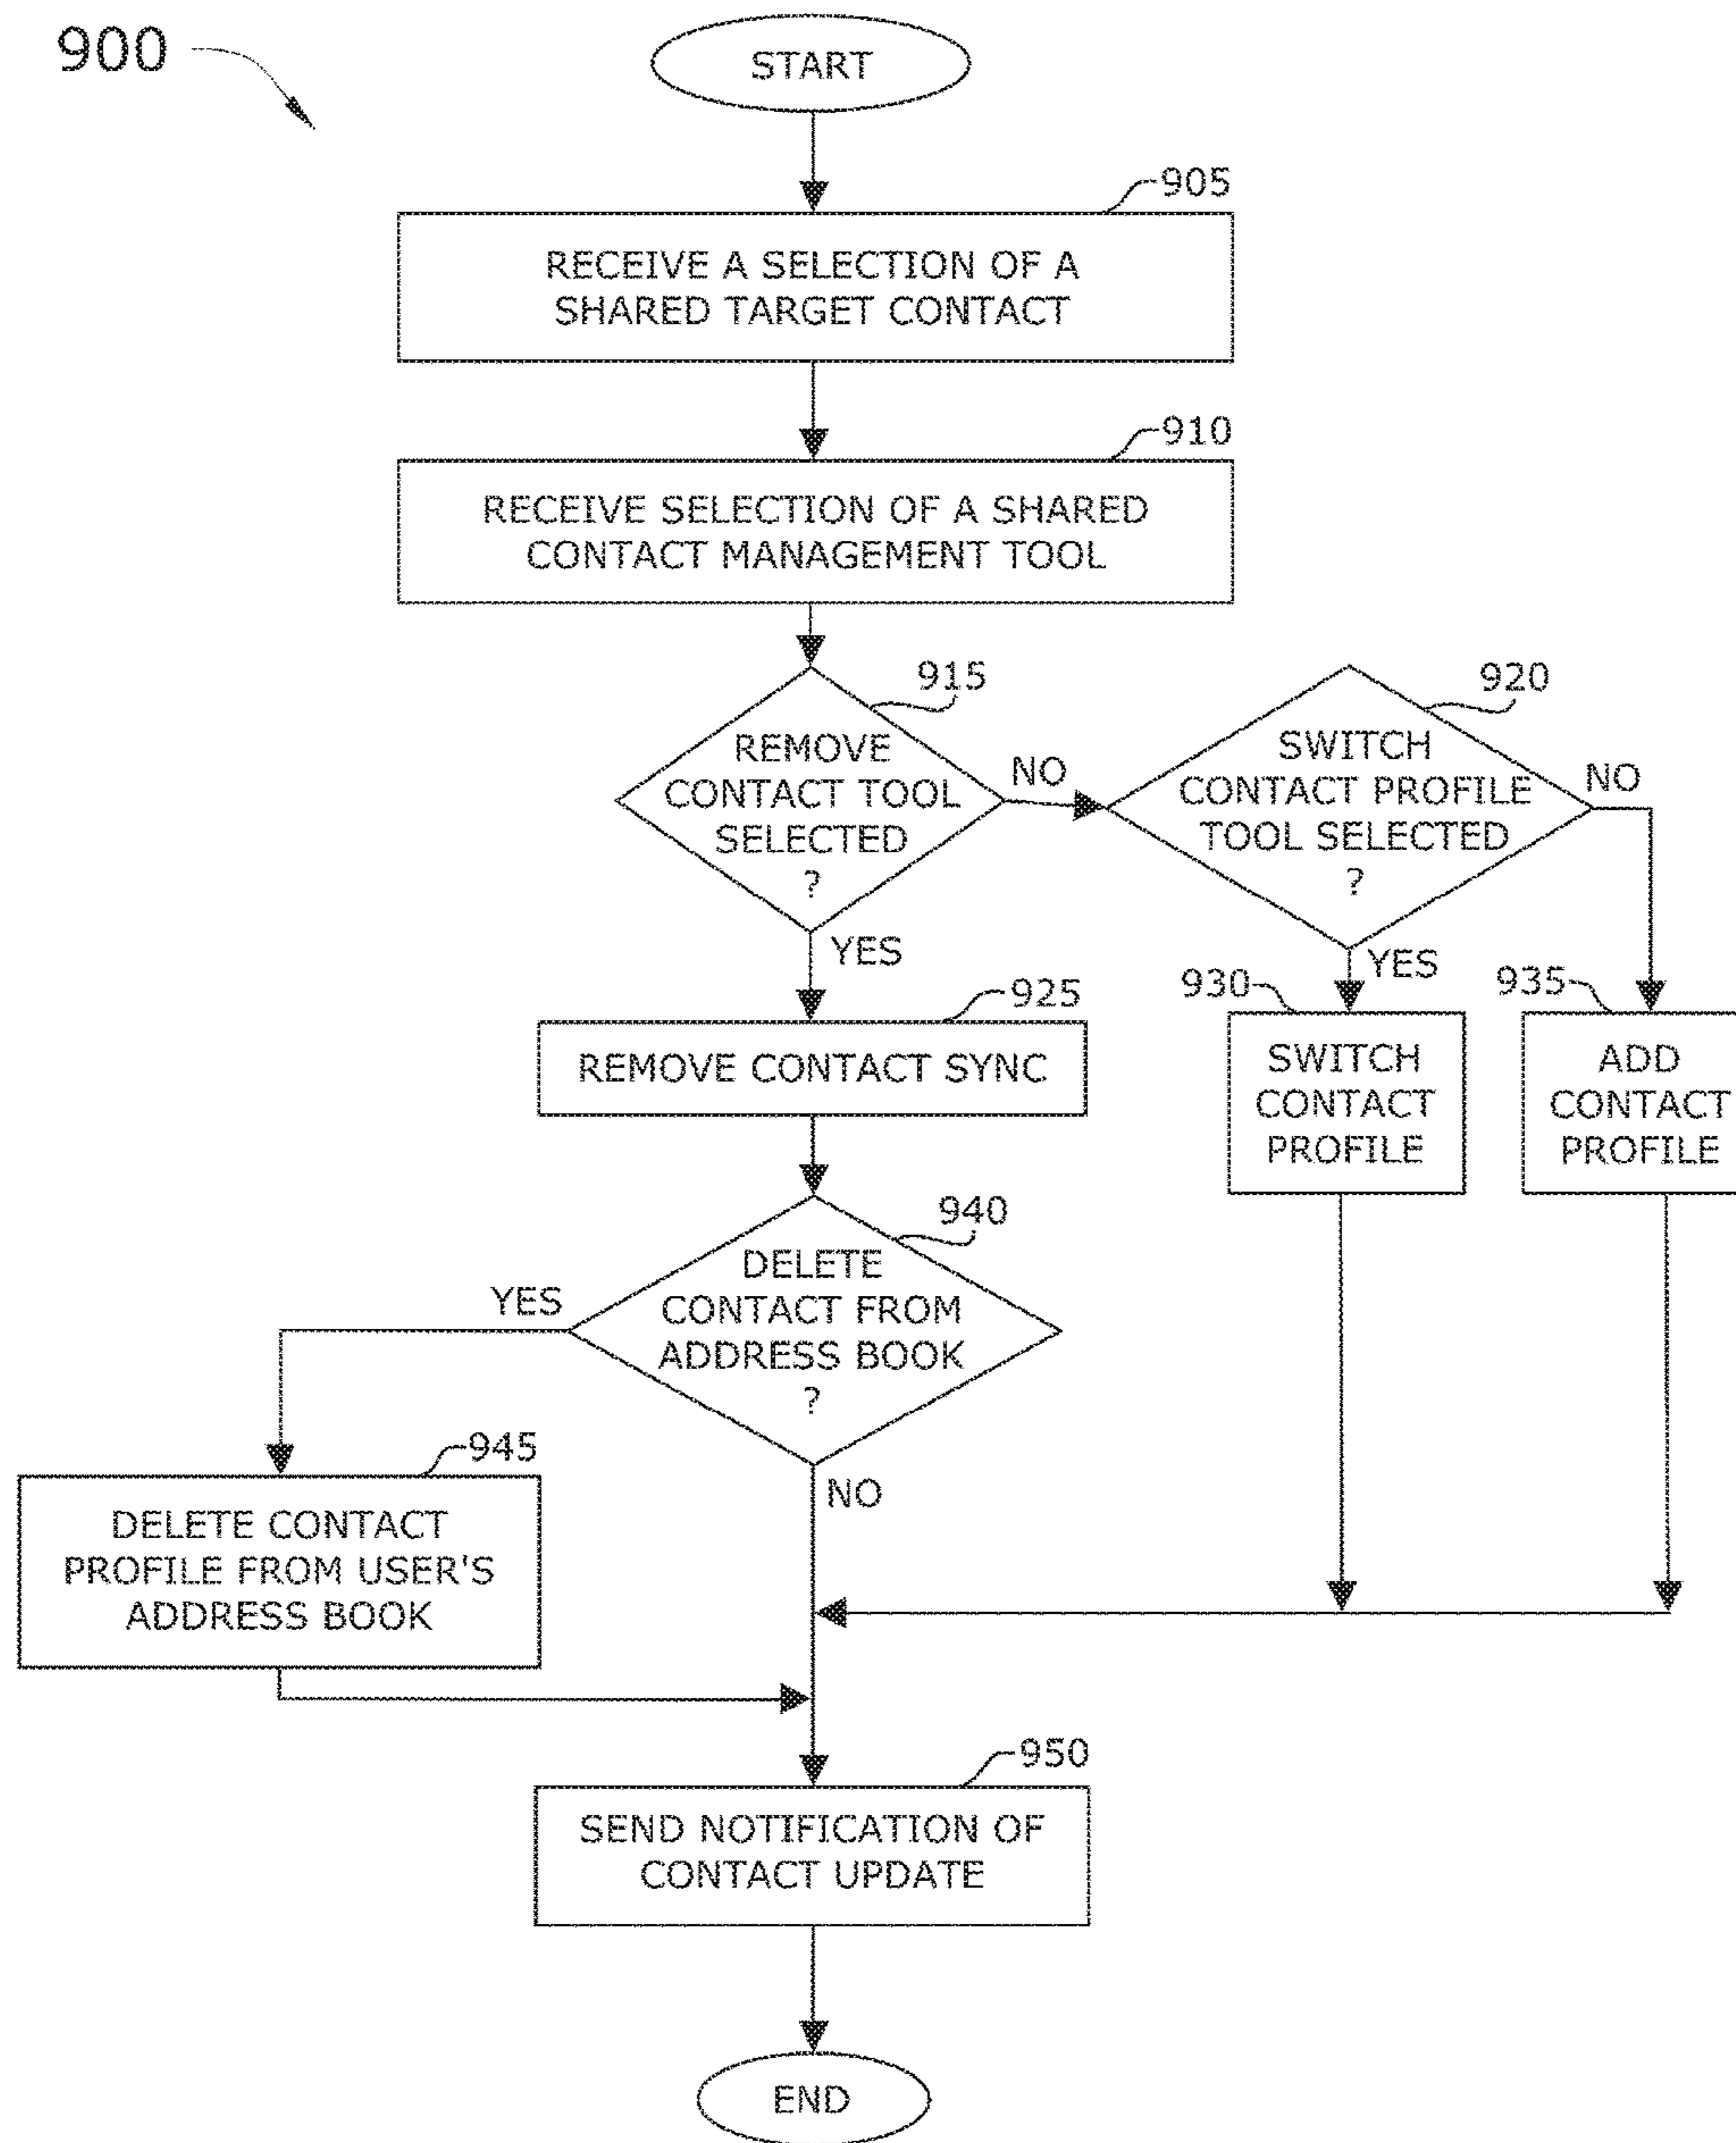 900
START
905
RECEIVE A SELECTION OF A
SHARED TARGET CONTACT
910
RECEIVE SELECTION OF A SHARED
CONTACT MANAGEMENT TOOL
915
REMOVE
CONTACT TOOL
SELECTED
?
NO
YES
920
SWITCH
CONTACT PROFILE
TOOL SELECTED
?
NO
YES
925
REMOVE CONTACT SYNC
930
SWITCH
CONTACT
PROFILE
935
ADD
CONTACT
PROFILE
940
DELETE
CONTACT FROM
ADDRESS BOOK
?
YES
NO
945
DELETE CONTACT
PROFILE FROM USER'S
ADDRESS BOOK
950
SEND NOTIFICATION OF
CONTACT UPDATE
END